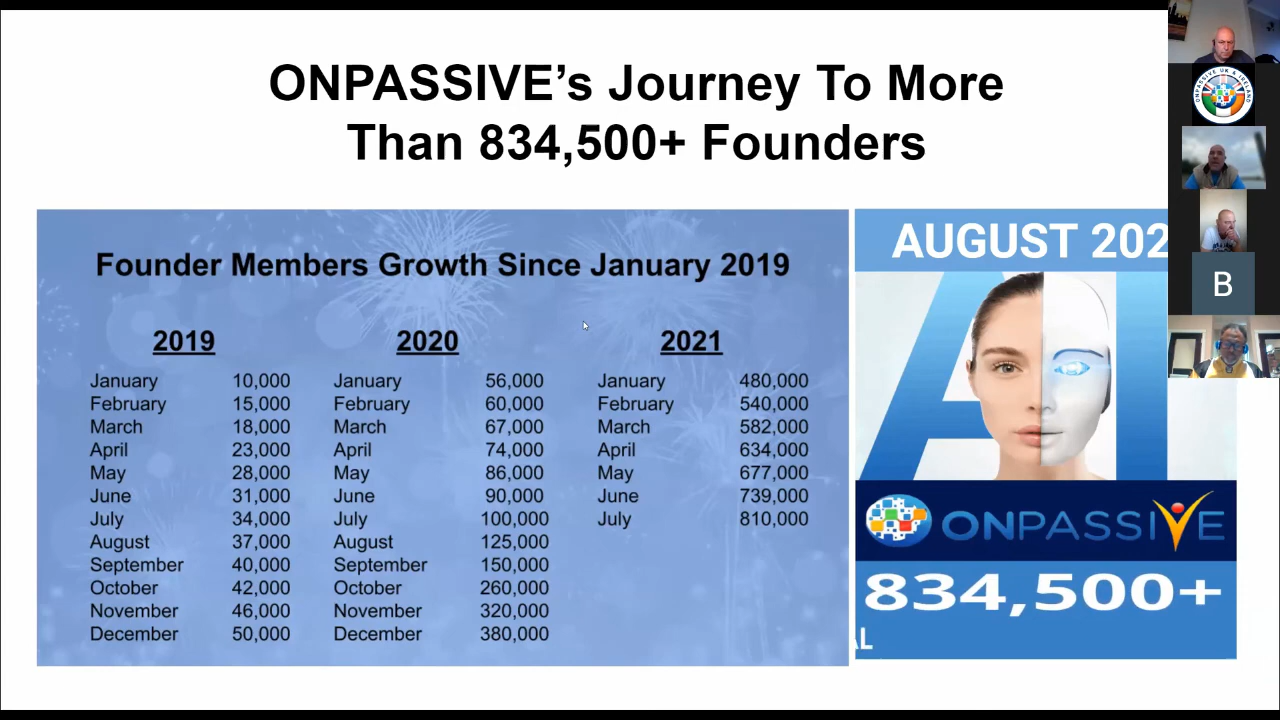 ONPASSIVE's Journey To More
Than 834,500+ Founders
Founder Members Growth Since January 2019
2019 2020 2021
January 10,000 January 56,000 January 480,000
February 15,000 February 60,000 February 540,000
March 18,000 March 67,000 March 582,000
April 23,000 April 74,000 April 634,000
May 28,000 May 86,000 May 677,000
June 31,000 June 90,000 June 739,000
July 34,000 July 100,000 July 810,000
August 37,000 August 125,000
September 40,000 September 150,000
October 42,000 October 260,000
November 46,000 November 320,000
December 50,000 December 380,000
AUGUST 202
AI
ONPASSIVE
834,500+
AL
ONPASSIVE UK & IRELAND
B